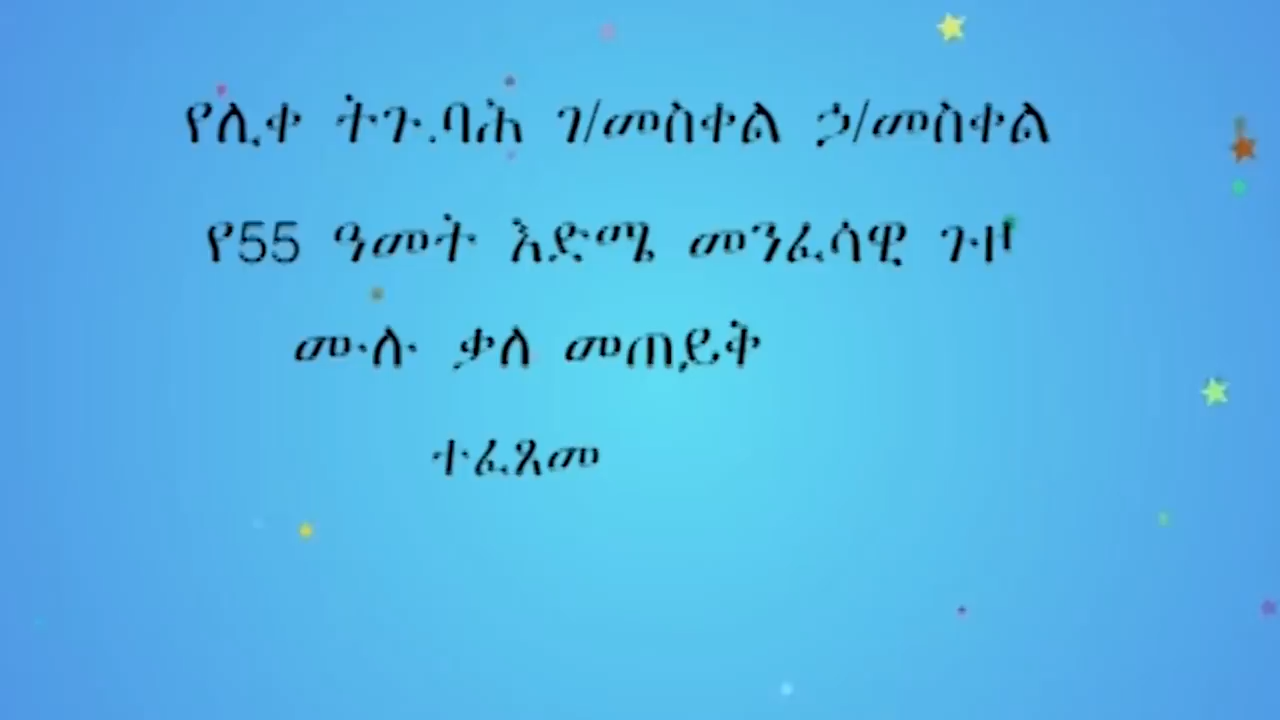 የሊቀ ትጉ.ባሕ ገ/መስቀል ኃ/መስቀል
የ55 ዓመት እድሜ መንፈሳዊ ጉዞ
ሙሉ ቃለ መጠይቅ
ተፈጸመ